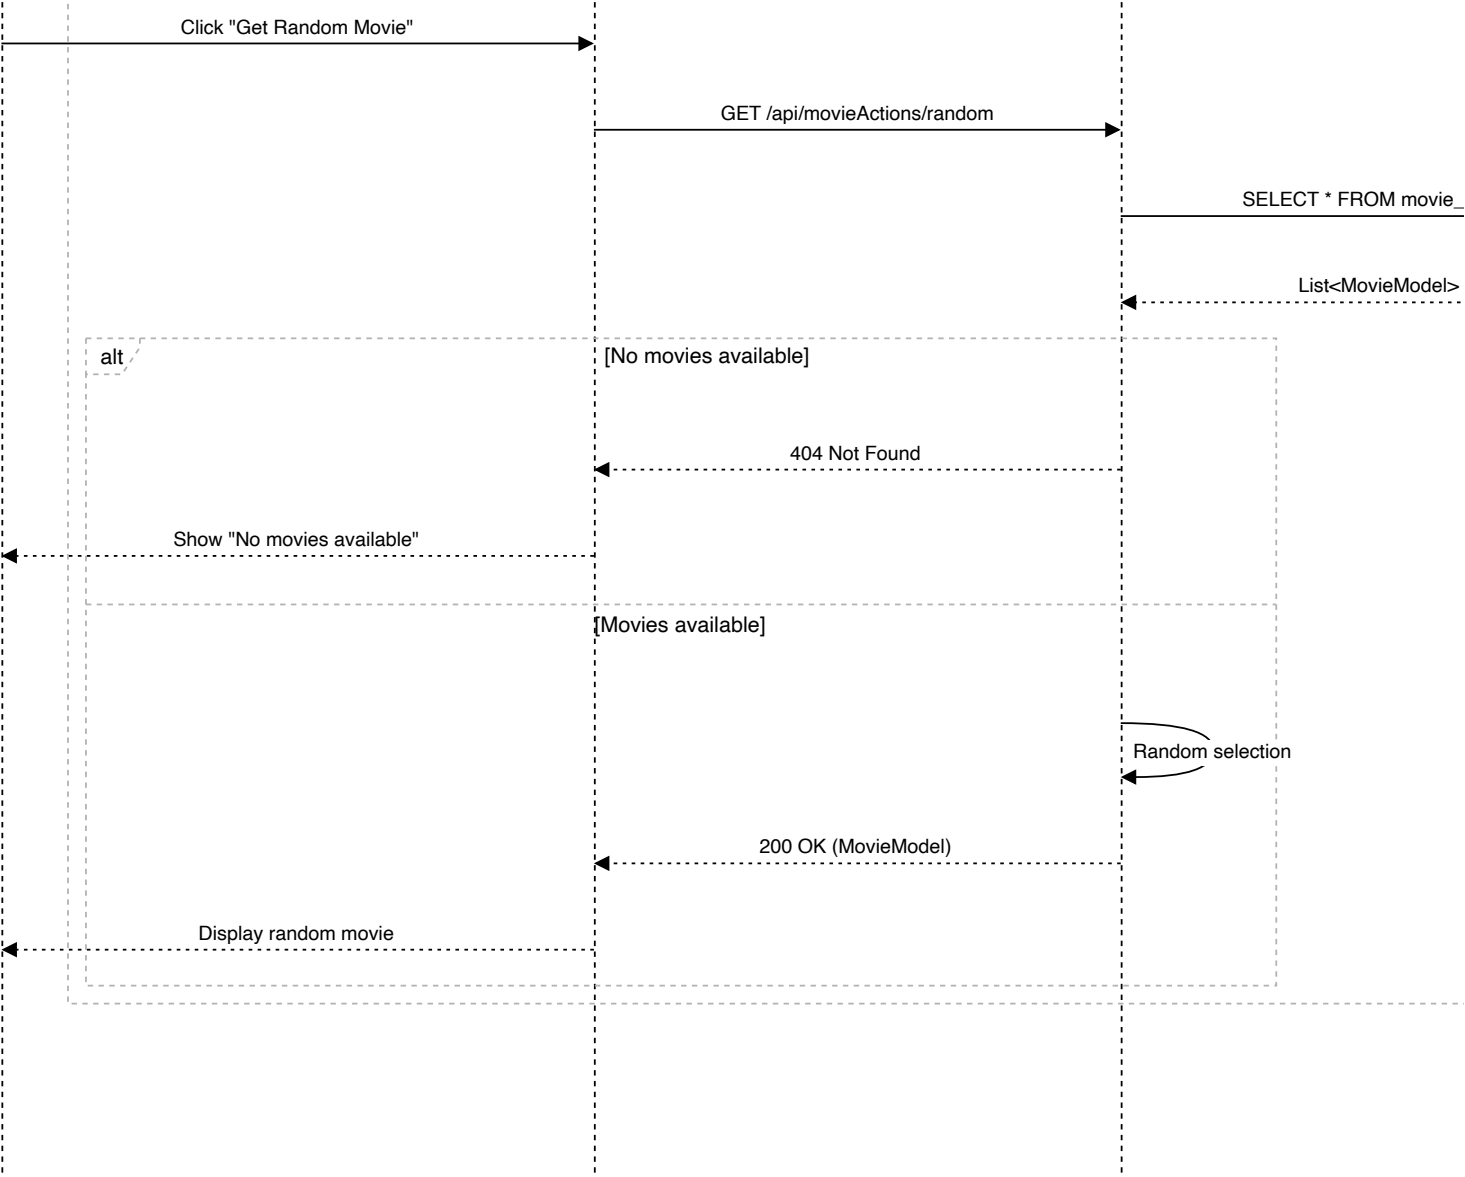 Click "Get Random Movie"
GET /api/movieActions/random
SELECT * FROM movie_
List<MovieModel>
alt
[No movies available]
404 Not Found
Show "No movies available"
[Movies available]
Random selection
200 OK (MovieModel)
Display random movie